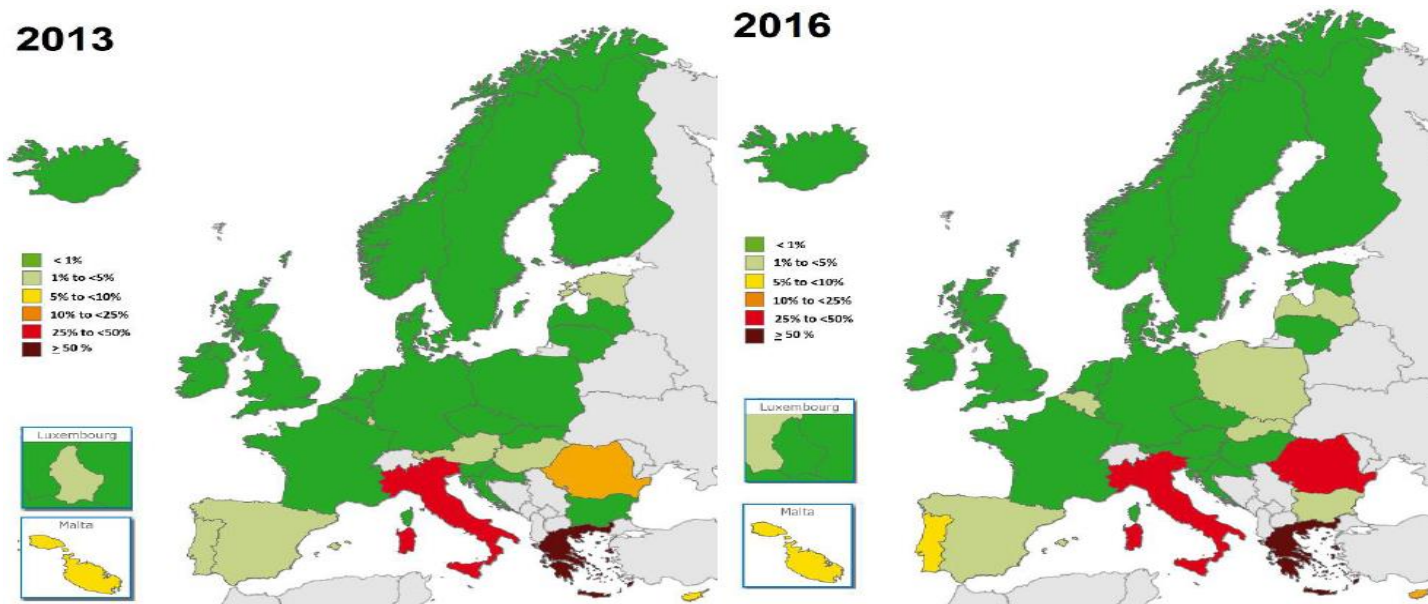 2013
< 1%
1% to <5%
5% to <10%
10% to <25%
25% to <50%
≥ 50 %
Luxembourg
Malta
2016
< 1%
1% to <5%
5% to <10%
10% to <25%
25% to <50%
≥ 50 %
Luxembourg
Malta